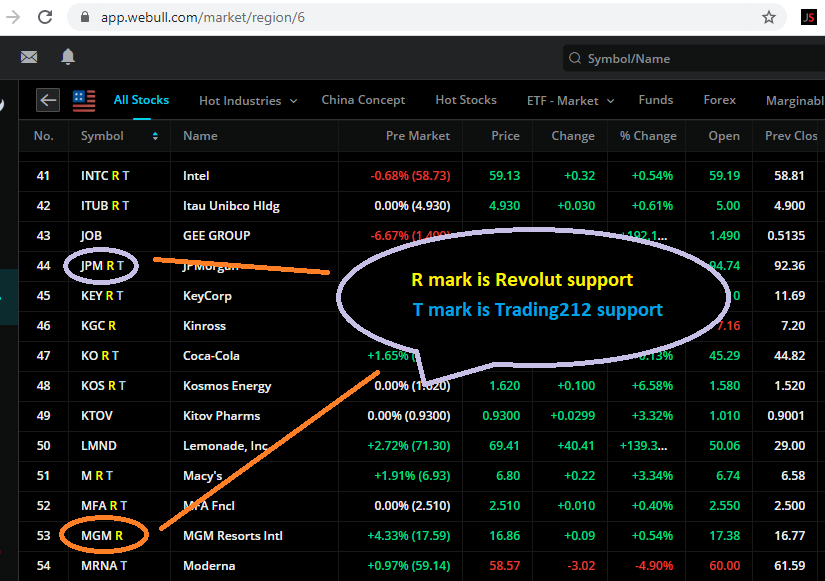 app.webull.com/market/region/6
JS
Symbol/Name
All Stocks Hot Industries China Concept Hot Stocks ETF - Market Funds Forex Marginabl
No. Symbol Name Pre Market Price Change % Change Open Prev Clos
41 INTC R T Intel -0.68% (58.73) 59.13 +0.32 +0.54% 59.19 58.81
42 ITUB R T Itau Unibco Hldg 0.00% (4.930) 4.930 +0.030 +0.61% 5.00 4.900
43 JOB GEE GROUP -6.67% (1.400) +192.1... 1.490 0.5135
44 JPM R T JPMorgan 94.74 92.36
R mark is Revolut support
45 KEY R T KeyCorp 0 11.69
T mark is Trading212 support
46 KGC R Kinross 7.16 7.20
47 KO R T Coca-Cola +1.65% 45.29 44.82
48 KOS R T Kosmos Energy 0.00% (1.620) 1.620 +0.100 +6.58% 1.580 1.520
49 KTOV Kitov Pharms 0.00% (0.9300) 0.9300 +0.0299 +3.32% 1.010 0.9001
50 LMND Lemonade, Inc +2.72% (71.30) 69.41 +40.41 +139.3... 50.06 29.00
51 M R T Macy's +1.91% (6.93) 6.80 +0.22 +3.34% 6.74 6.58
52 MFA R T MFA Fncl 0.00% (2.510) 2.510 +0.010 +0.40% 2.550 2.500
53 MGM R MGM Resorts Intl +4.33% (17.59) 16.86 +0.09 +0.54% 17.38 16.77
54 MRNA T Moderna +0.97% (59.14) 58.57 -3.02 -4.90% 60.00 61.59